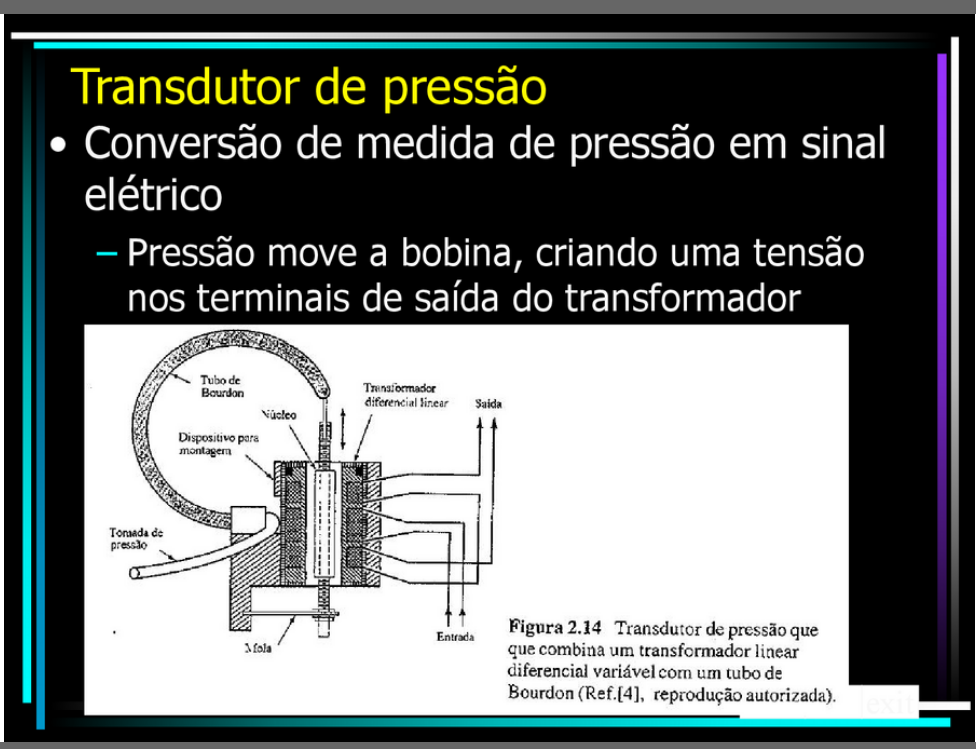 Transdutor de pressão
• Conversão de medida de pressão em sinal
elétrico
– Pressão move a bobina, criando uma tensão
nos terminais de saída do transformador
Tubo de
Bourdon
Transformador
diferencial linear
Saída
Núcleo
Dispositivo para
montagem
Tomada de
pressão
Mola
Entrada
Figura 2.14 Transdutor de pressão que
que combina um transformador linear
diferencial variável com um tubo de
Bourdon (Ref.[4], reprodução autorizada).
exit